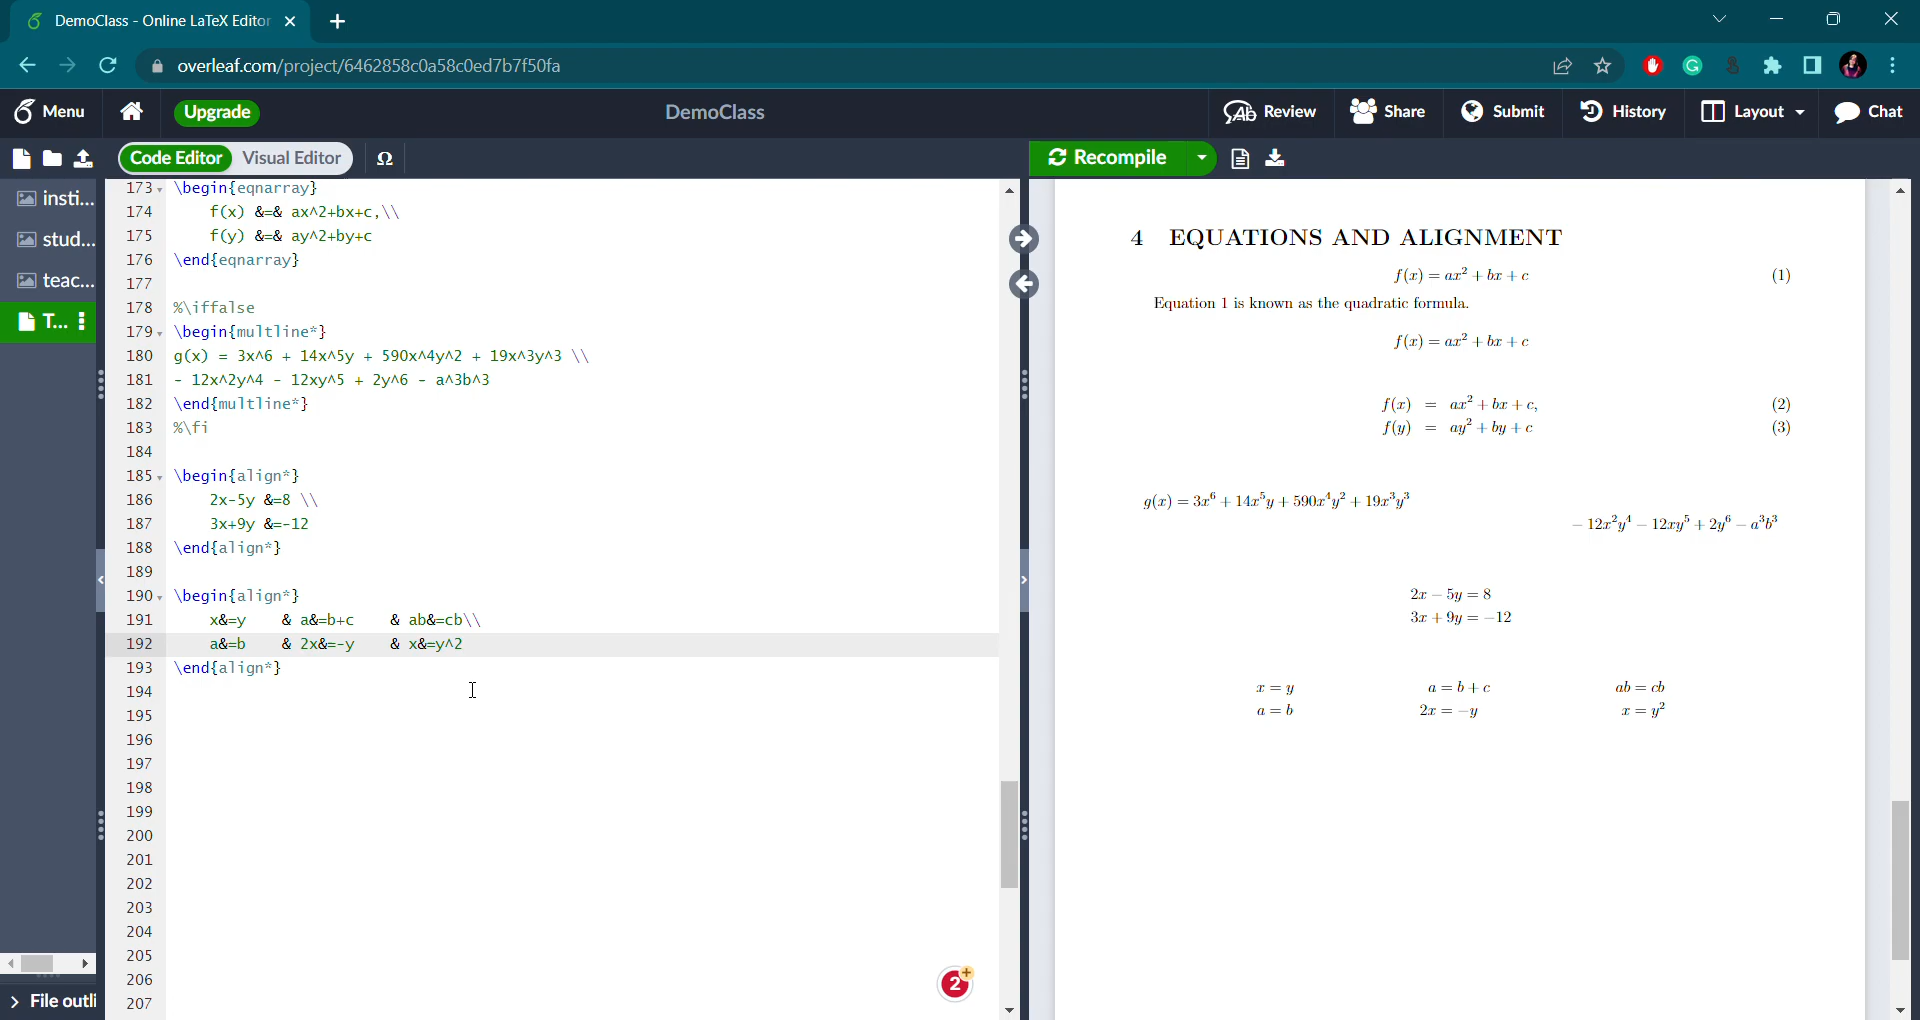 DemoClass - Online LaTeX Editor
overleaf.com/project/6462858c0a58c0ed7b7f50fa
Menu
Upgrade
DemoClass
Review
Share
Submit
History
Layout
Chat
Code Editor
Visual Editor
Ω
Recompile
insti...
stud...
teac...
T...
File outli
173 \begin{eqnarray}
174 f(x) &=& ax^2+bx+c,\\
175 f(y) &=& ay^2+by+c
176 \end{eqnarray}
177
178 %\iffalse
179 \begin{multline*}
180 g(x) = 3x^6 + 14x^5y + 590x^4y^2 + 19x^3y^3 \\
181 - 12x^2y^4 - 12xy^5 + 2y^6 - a^3b^3
182 \end{multline*}
183 %\fi
184
185 \begin{align*}
186 2x-5y &=8 \\
187 3x+9y &=-12
188 \end{align*}
189
190 \begin{align*}
191 x&=y & a&=b+c & ab&=cb\\
192 a&=b & 2x&=-y & x&=y^2
193 \end{align*}
194
195
196
197
198
199
200
201
202
203
204
205
206
207
2
4 EQUATIONS AND ALIGNMENT
f(x) = ax² + bx + c (1)
Equation 1 is known as the quadratic formula.
f(x) = ax² + bx + c
f(x) = ax² + bx + c, (2)
f(y) = ay² + by + c (3)
g(x) = 3x⁶ + 14x⁵y + 590x⁴y² + 19x³y³
− 12x²y⁴ − 12xy⁵ + 2y⁶ − a³b³
2x − 5y = 8
3x + 9y = −12
x = y a = b + c ab = cb
a = b 2x = −y x = y²